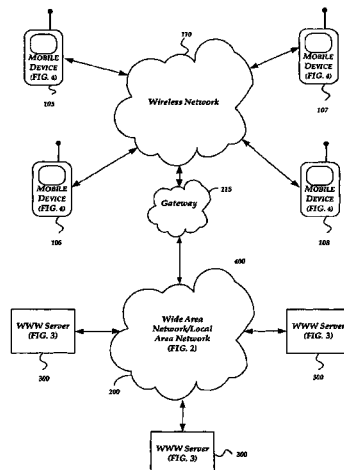 110
MOBILE
DEVICE
(FIG. 4)
105
Wireless Network
MOBILE
DEVICE
(FIG. 4)
107
MOBILE
DEVICE
(FIG. 4)
106
Gateway
115
MOBILE
DEVICE
(FIG. 4)
108
400
WWW Server
(FIG. 3)
300
Wide Area
Network/Local
Area Network
(FIG. 2)
200
WWW Server
(FIG. 3)
300
WWW Server
(FIG. 3)
300